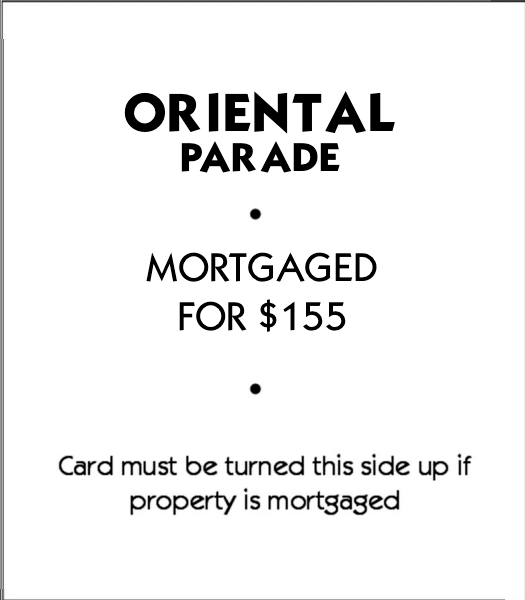 ORIENTAL
PARADE
•
MORTGAGED
FOR $155
•
Card must be turned this side up if
property is mortgaged